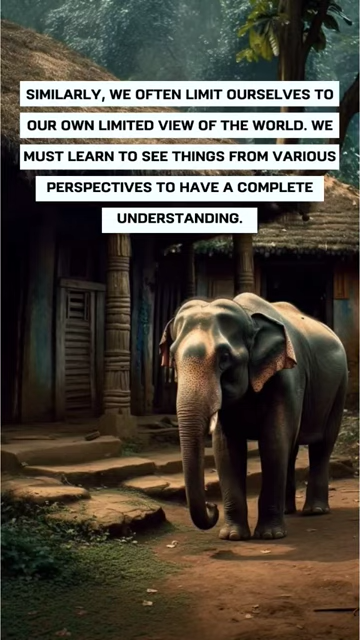 SIMILARLY, WE OFTEN LIMIT OURSELVES TO
OUR OWN LIMITED VIEW OF THE WORLD. WE
MUST LEARN TO SEE THINGS FROM VARIOUS
PERSPECTIVES TO HAVE A COMPLETE
UNDERSTANDING.